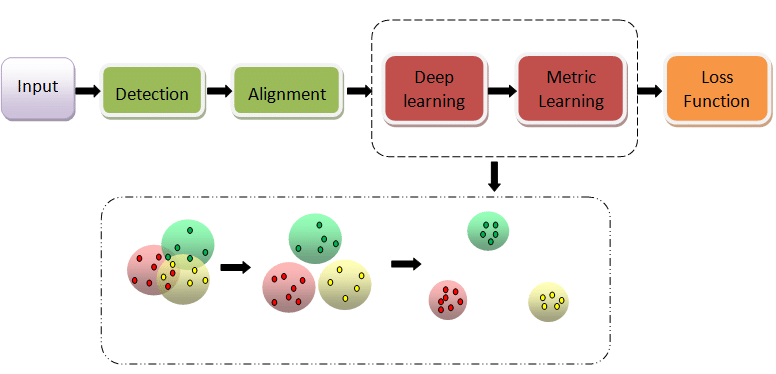 Input
Detection
Alignment
Deep
learning
Metric
Learning
Loss
Function